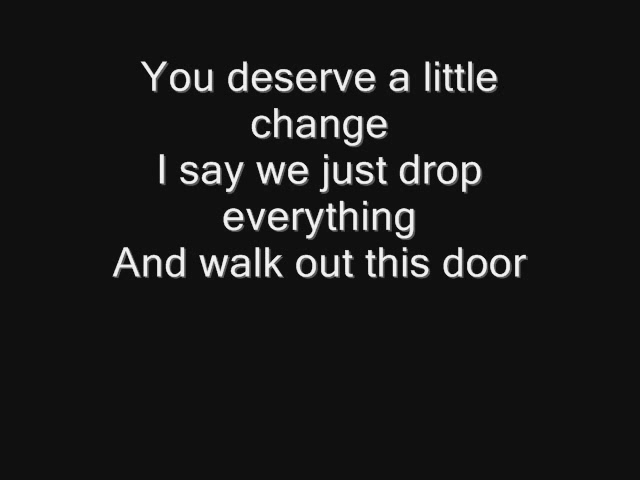 You deserve a little
change
I say we just drop
everything
And walk out this door